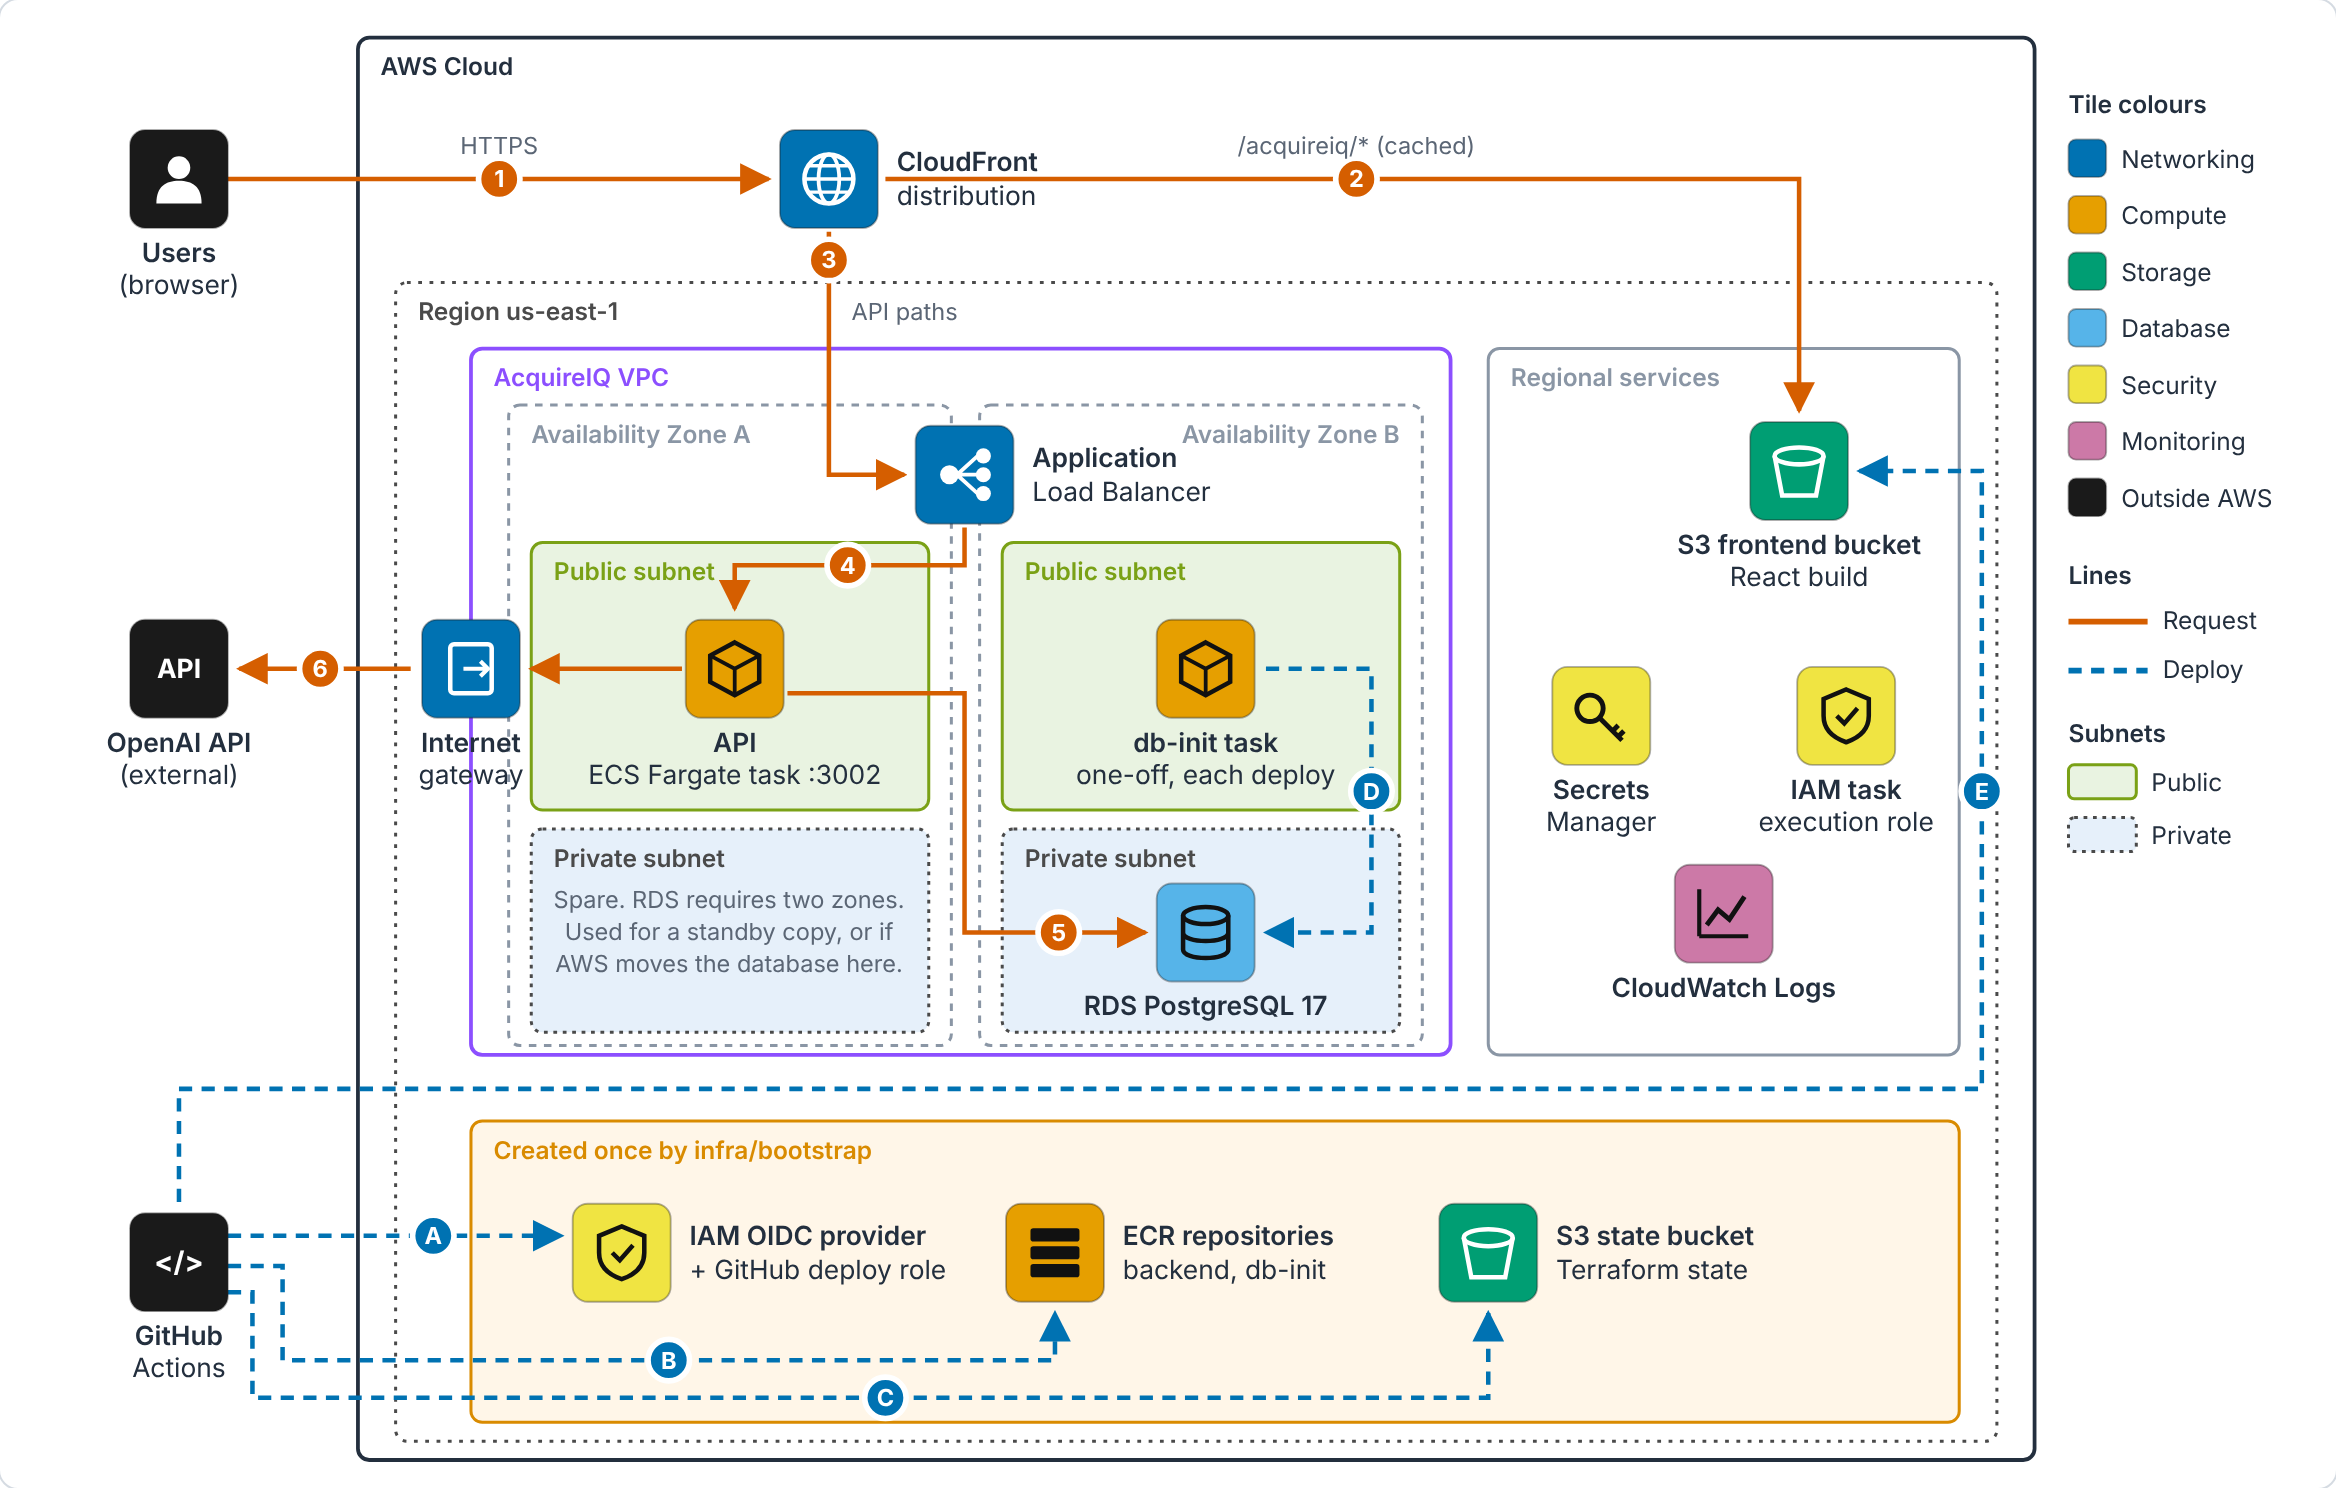 AWS Cloud
Users
(browser)
HTTPS
1
CloudFront
distribution
/acquireiq/* (cached)
2
3
Region us-east-1
API paths
AcquireIQ VPC
Availability Zone A
Availability Zone B
Application
Load Balancer
Public subnet
4
Public subnet
API
OpenAI API
(external)
6
Internet
gateway
API
ECS Fargate task :3002
db-init task
one-off, each deploy
D
Private subnet
Spare. RDS requires two zones.
Used for a standby copy, or if
AWS moves the database here.
Private subnet
5
RDS PostgreSQL 17
Regional services
S3 frontend bucket
React build
Secrets
Manager
IAM task
execution role
E
CloudWatch Logs
Created once by infra/bootstrap
</>
GitHub
Actions
A
IAM OIDC provider
+ GitHub deploy role
ECR repositories
backend, db-init
S3 state bucket
Terraform state
B
C
Tile colours
Networking
Compute
Storage
Database
Security
Monitoring
Outside AWS
Lines
Request
Deploy
Subnets
Public
Private